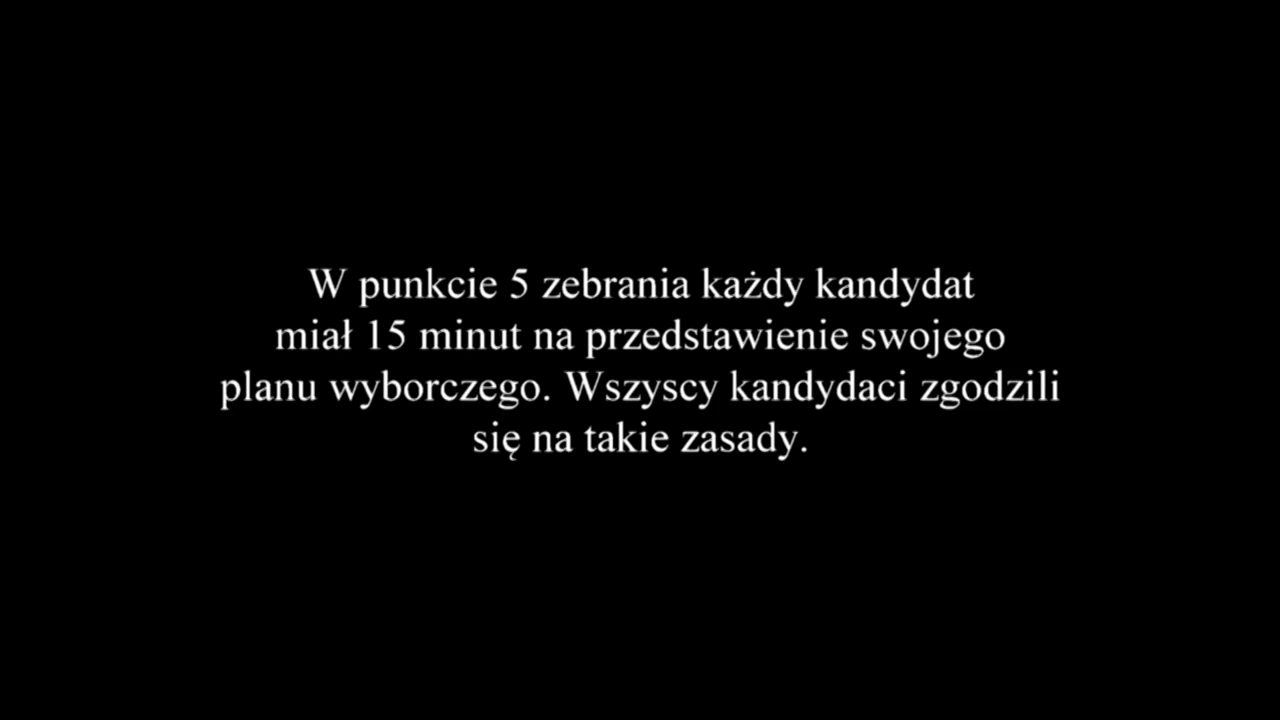 W punkcie 5 zebrania każdy kandydat
miał 15 minut na przedstawienie swojego
planu wyborczego. Wszyscy kandydaci zgodzili
się na takie zasady.